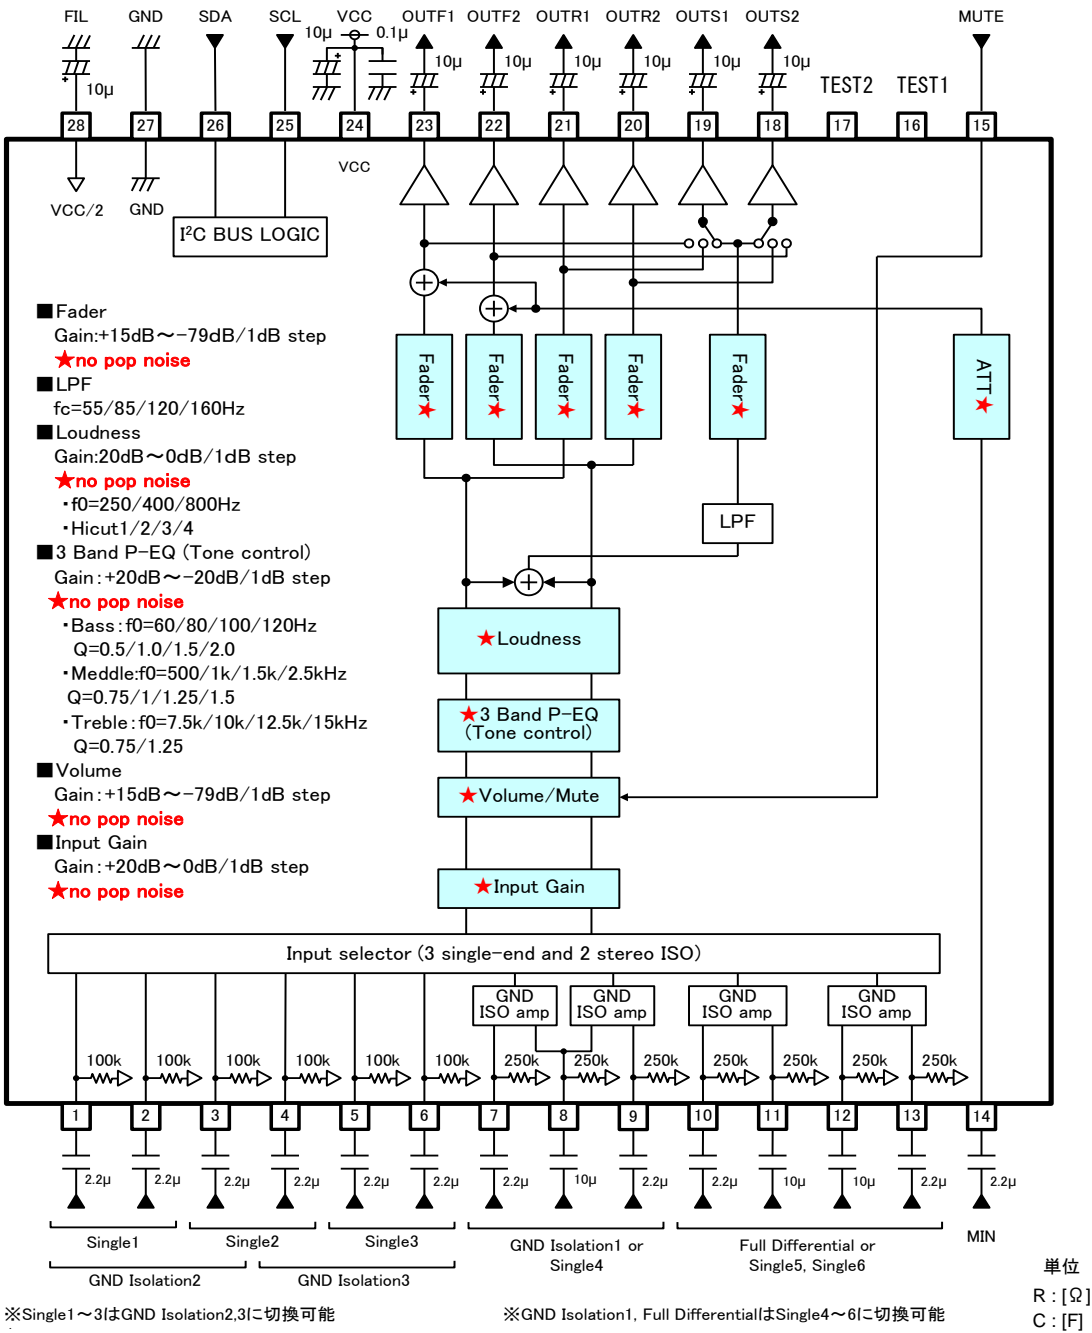 FIL GND SDA SCL VCC OUTF1 OUTF2 OUTR1 OUTR2 OUTS1 OUTS2 MUTE
10μ 0.1μ
10μ 10μ 10μ 10μ 10μ 10μ 10μ
TEST2 TEST1
28 27 26 25 24 23 22 21 20 19 18 17 16 15
VCC
VCC/2 GND
I²C BUS LOGIC
■Fader
Gain:+15dB～−79dB/1dB step
★no pop noise
■LPF
fc=55/85/120/160Hz
■Loudness
Gain:20dB～0dB/1dB step
★no pop noise
・f0=250/400/800Hz
・Hicut1/2/3/4
■3 Band P−EQ (Tone control)
Gain:+20dB～−20dB/1dB step
★no pop noise
・Bass:f0=60/80/100/120Hz
Q=0.5/1.0/1.5/2.0
・Meddle:f0=500/1k/1.5k/2.5kHz
Q=0.75/1/1.25/1.5
・Treble:f0=7.5k/10k/12.5k/15kHz
Q=0.75/1.25
■Volume
Gain:+15dB～−79dB/1dB step
★no pop noise
■Input Gain
Gain:+20dB～0dB/1dB step
★no pop noise
Fader★ Fader★ Fader★ Fader★ Fader★ ATT★
LPF
★Loudness
★3 Band P−EQ
(Tone control)
★Volume/Mute
★Input Gain
Input selector (3 single−end and 2 stereo ISO)
GND GND GND GND
ISO amp ISO amp ISO amp ISO amp
100k 100k 100k 100k 100k 100k 250k 250k 250k 250k 250k 250k 250k
1 2 3 4 5 6 7 8 9 10 11 12 13 14
2.2μ 2.2μ 2.2μ 2.2μ 2.2μ 2.2μ 2.2μ 10μ 2.2μ 2.2μ 10μ 10μ 2.2μ 2.2μ
Single1 Single2 Single3
GND Isolation1 or
Single4
Full Differential or
Single5, Single6
MIN
GND Isolation2 GND Isolation3
※Single1～3はGND Isolation2,3に切換可能
※GND Isolation1, Full DifferentialはSingle4～6に切換可能
単位
R : [Ω]
C : [F]